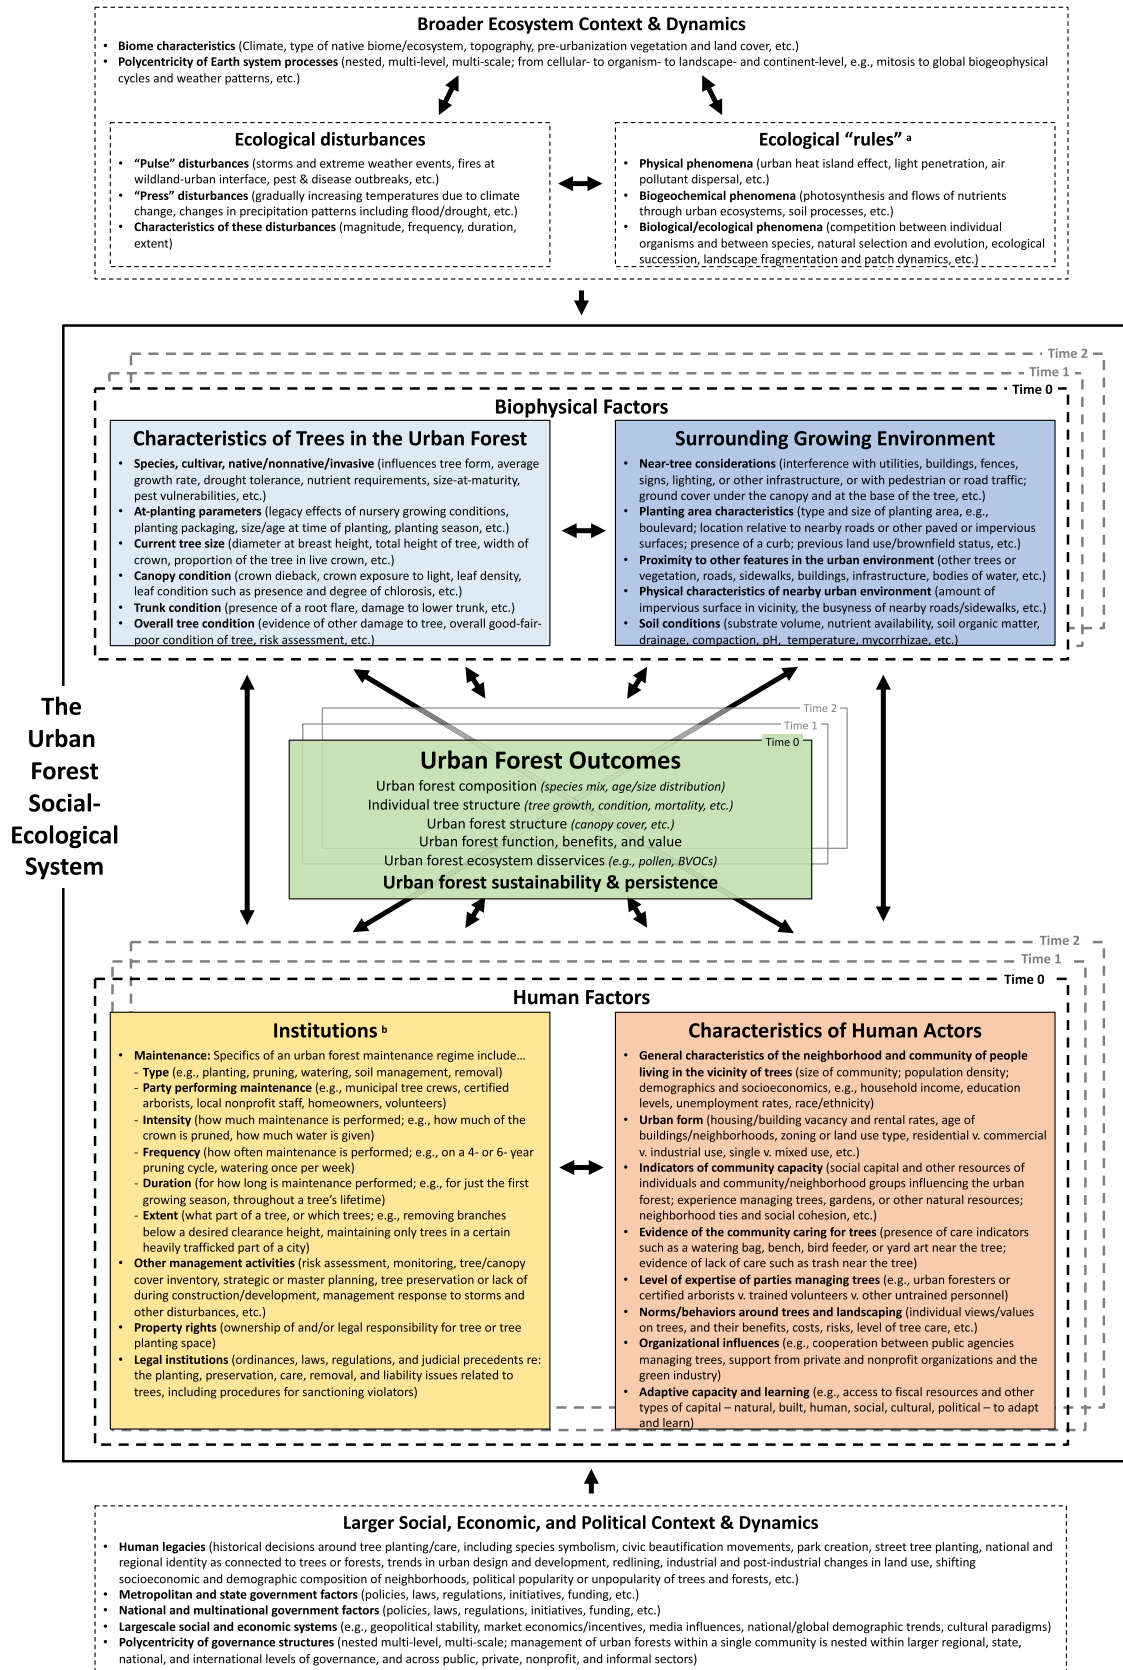 Broader Ecosystem Context & Dynamics
• Biome characteristics (Climate, type of native biome/ecosystem, topography, pre-urbanization vegetation and land cover, etc.)
• Polycentricity of Earth system processes (nested, multi-level, multi-scale; from cellular- to organism- to landscape- and continent-level, e.g., mitosis to global biogeophysical
cycles and weather patterns, etc.)
Ecological disturbances
• “Pulse” disturbances (storms and extreme weather events, fires at
wildland-urban interface, pest & disease outbreaks, etc.)
• “Press” disturbances (gradually increasing temperatures due to climate
change, changes in precipitation patterns including flood/drought, etc.)
• Characteristics of these disturbances (magnitude, frequency, duration,
extent)
Ecological “rules” a
• Physical phenomena (urban heat island effect, light penetration, air
pollutant dispersal, etc.)
• Biogeochemical phenomena (photosynthesis and flows of nutrients
through urban ecosystems, soil processes, etc.)
• Biological/ecological phenomena (competition between individual
organisms and between species, natural selection and evolution, ecological
succession, landscape fragmentation and patch dynamics, etc.)
The
Urban
Forest
Social-
Ecological
System
Time 2
Time 1
Time 0
Biophysical Factors
Characteristics of Trees in the Urban Forest
• Species, cultivar, native/nonnative/invasive (influences tree form, average
growth rate, drought tolerance, nutrient requirements, size-at-maturity,
pest vulnerabilities, etc.)
• At-planting parameters (legacy effects of nursery growing conditions,
planting packaging, size/age at time of planting, planting season, etc.)
• Current tree size (diameter at breast height, total height of tree, width of
crown, proportion of the tree in live crown, etc.)
• Canopy condition (crown dieback, crown exposure to light, leaf density,
leaf condition such as presence and degree of chlorosis, etc.)
• Trunk condition (presence of a root flare, damage to lower trunk, etc.)
• Overall tree condition (evidence of other damage to tree, overall good-fair-
poor condition of tree, risk assessment, etc.)
Surrounding Growing Environment
• Near-tree considerations (interference with utilities, buildings, fences,
signs, lighting, or other infrastructure, or with pedestrian or road traffic;
ground cover under the canopy and at the base of the tree, etc.)
• Planting area characteristics (type and size of planting area, e.g.,
boulevard; location relative to nearby roads or other paved or impervious
surfaces; presence of a curb; previous land use/brownfield status, etc.)
• Proximity to other features in the urban environment (other trees or
vegetation, roads, sidewalks, buildings, infrastructure, bodies of water, etc.)
• Physical characteristics of nearby urban environment (amount of
impervious surface in vicinity, the busyness of nearby roads/sidewalks, etc.)
• Soil conditions (substrate volume, nutrient availability, soil organic matter,
drainage, compaction, pH, temperature, mycorrhizae, etc.)
Time 2
Time 1
Time 0
Urban Forest Outcomes
Urban forest composition (species mix, age/size distribution)
Individual tree structure (tree growth, condition, mortality, etc.)
Urban forest structure (canopy cover, etc.)
Urban forest function, benefits, and value
Urban forest ecosystem disservices (e.g., pollen, BVOCs)
Urban forest sustainability & persistence
Time 2
Time 1
Time 0
Human Factors
Institutions b
• Maintenance: Specifics of an urban forest maintenance regime include…
- Type (e.g., planting, pruning, watering, soil management, removal)
- Party performing maintenance (e.g., municipal tree crews, certified
arborists, local nonprofit staff, homeowners, volunteers)
- Intensity (how much maintenance is performed; e.g., how much of the
crown is pruned, how much water is given)
- Frequency (how often maintenance is performed; e.g., on a 4- or 6- year
pruning cycle, watering once per week)
- Duration (for how long is maintenance performed; e.g., for just the first
growing season, throughout a tree’s lifetime)
- Extent (what part of a tree, or which trees; e.g., removing branches
below a desired clearance height, maintaining only trees in a certain
heavily trafficked part of a city)
• Other management activities (risk assessment, monitoring, tree/canopy
cover inventory, strategic or master planning, tree preservation or lack of
during construction/development, management response to storms and
other disturbances, etc.)
• Property rights (ownership of and/or legal responsibility for tree or tree
planting space)
• Legal institutions (ordinances, laws, regulations, and judicial precedents re:
the planting, preservation, care, removal, and liability issues related to
trees, including procedures for sanctioning violators)
Characteristics of Human Actors
• General characteristics of the neighborhood and community of people
living in the vicinity of trees (size of community; population density;
demographics and socioeconomics, e.g., household income, education
levels, unemployment rates, race/ethnicity)
• Urban form (housing/building vacancy and rental rates, age of
buildings/neighborhoods, zoning or land use type, residential v. commercial
v. industrial use, single v. mixed use, etc.)
• Indicators of community capacity (social capital and other resources of
individuals and community/neighborhood groups influencing the urban
forest; experience managing trees, gardens, or other natural resources;
neighborhood ties and social cohesion, etc.)
• Evidence of the community caring for trees (presence of care indicators
such as a watering bag, bench, bird feeder, or yard art near the tree;
evidence of lack of care such as trash near the tree)
• Level of expertise of parties managing trees (e.g., urban foresters or
certified arborists v. trained volunteers v. other untrained personnel)
• Norms/behaviors around trees and landscaping (individual views/values
on trees, and their benefits, costs, risks, level of tree care, etc.)
• Organizational influences (e.g., cooperation between public agencies
managing trees, support from private and nonprofit organizations and the
green industry)
• Adaptive capacity and learning (e.g., access to fiscal resources and other
types of capital – natural, built, human, social, cultural, political – to adapt
and learn)
Larger Social, Economic, and Political Context & Dynamics
• Human legacies (historical decisions around tree planting/care, including species symbolism, civic beautification movements, park creation, street tree planting, national and
regional identity as connected to trees or forests, trends in urban design and development, redlining, industrial and post-industrial changes in land use, shifting
socioeconomic and demographic composition of neighborhoods, political popularity or unpopularity of trees and forests, etc.)
• Metropolitan and state government factors (policies, laws, regulations, initiatives, funding, etc.)
• National and multinational government factors (policies, laws, regulations, initiatives, funding, etc.)
• Largescale social and economic systems (e.g., geopolitical stability, market economics/incentives, media influences, national/global demographic trends, cultural paradigms)
• Polycentricity of governance structures (nested multi-level, multi-scale; management of urban forests within a single community is nested within larger regional, state,
national, and international levels of governance, and across public, private, nonprofit, and informal sectors)